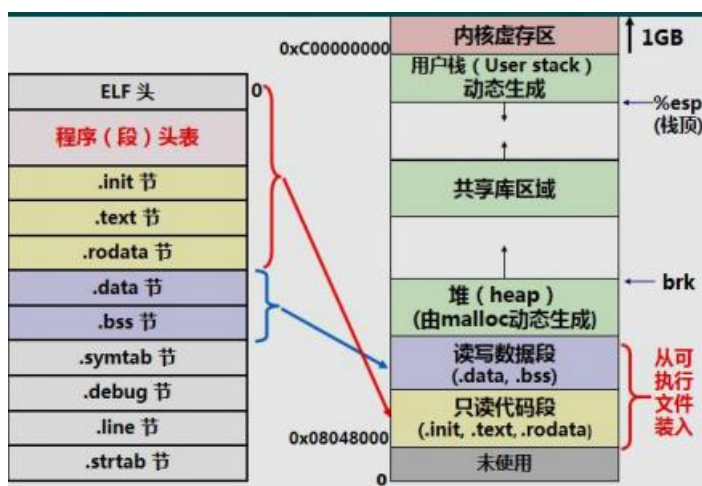 ELF 头
0
程序（段）头表
.init 节
.text 节
.rodata 节
.data 节
.bss 节
.symtab 节
.debug 节
.line 节
.strtab 节
0xC00000000
内核虚存区
1GB
用户栈（User stack）
动态生成
%esp
(栈顶)
共享库区域
brk
堆（heap）
(由malloc动态生成)
读写数据段
(.data, .bss)
只读代码段
(.init, .text, .rodata)
从可
执行
文件
装入
0x08048000
未使用
0